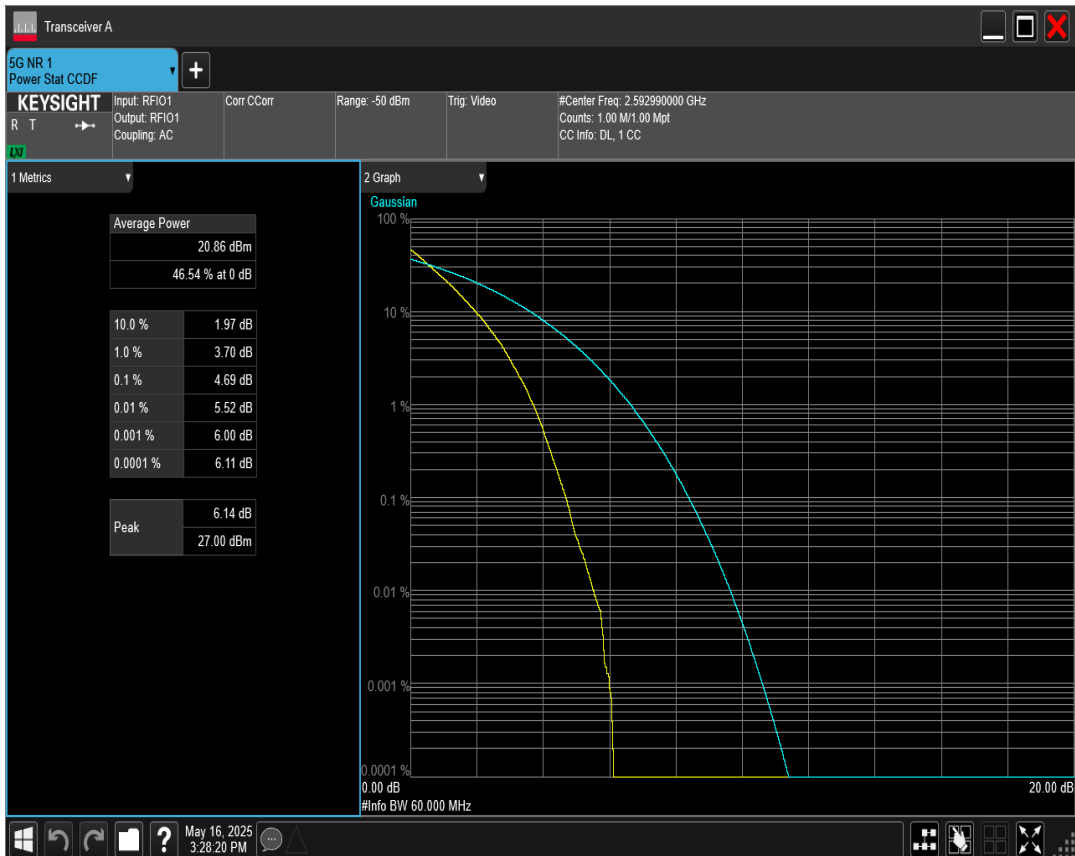 Transceiver A
5G NR 1
Power Stat CCDF
KEYSIGHT
R T
LXI
Input: RFIO1
Output: RFIO1
Coupling: AC
Corr CCorr
Range: -50 dBm
Trig: Video
#Center Freq: 2.592990000 GHz
Counts: 1.00 M/1.00 Mpt
CC Info: DL, 1 CC
1 Metrics
Average Power
20.86 dBm
46.54 % at 0 dB
10.0 % 1.97 dB
1.0 % 3.70 dB
0.1 % 4.69 dB
0.01 % 5.52 dB
0.001 % 6.00 dB
0.0001 % 6.11 dB
Peak
6.14 dB
27.00 dBm
2 Graph
Gaussian
100 %
10 %
1 %
0.1 %
0.01 %
0.001 %
0.0001 %
0.00 dB
20.00 dB
#Info BW 60.000 MHz
?
May 16, 2025
3:28:20 PM